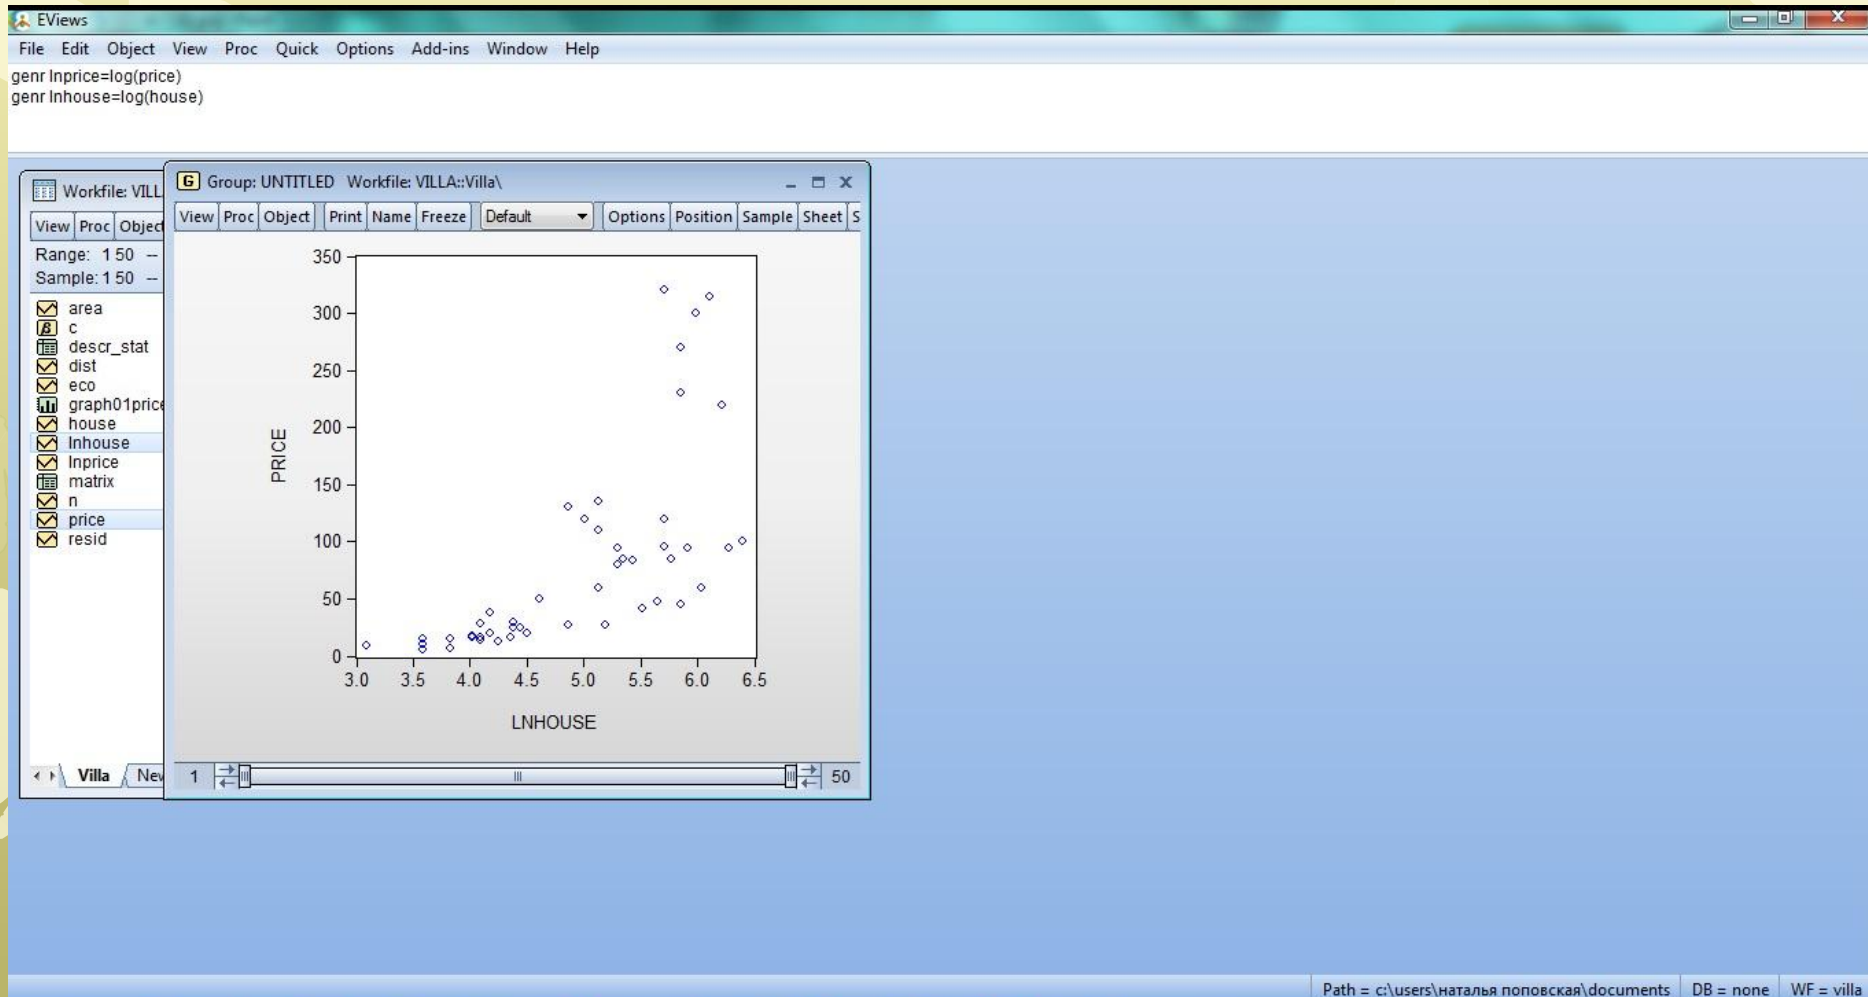 EViews
File Edit Object View Proc Quick Options Add-ins Window Help
genr lnprice=log(price)
genr lnhouse=log(house)
Workfile: VILL
View Proc Object
Range: 1 50 --
Sample: 1 50 --
area
c
descr_stat
dist
eco
graph01price
house
lnhouse
lnprice
matrix
n
price
resid
Villa New
G Group: UNTITLED Workfile: VILLA::Villa\
View Proc Object Print Name Freeze Default Options Position Sample Sheet S
350
300
250
200
150
100
50
0
PRICE
3.0 3.5 4.0 4.5 5.0 5.5 6.0 6.5
LNHOUSE
1 50
Path = c:\users\наталья поповская\documents DB = none WF = villa